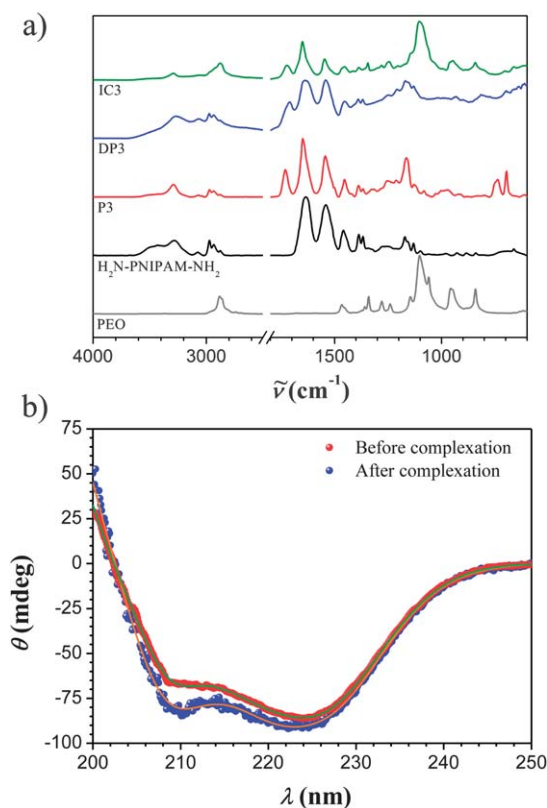 a)
IC3
DP3
P3
H₂N-PNIPAM-NH₂
PEO
4000 3000 1500 1000
ν̃ (cm⁻¹)
b)
75
50
25
0
-25
-50
-75
-100
θ (mdeg)
Before complexation
After complexation
200 210 220 230 240 250
λ (nm)